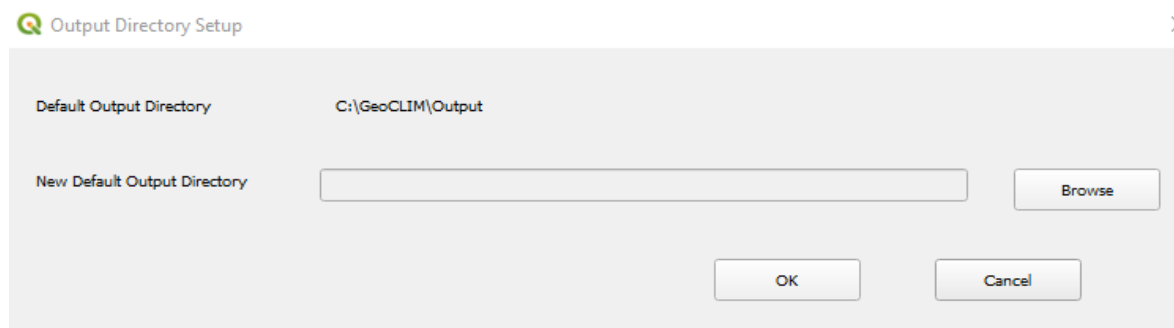 Output Directory Setup
Default Output Directory C:\GeoCLIM\Output
New Default Output Directory
Browse
OK
Cancel